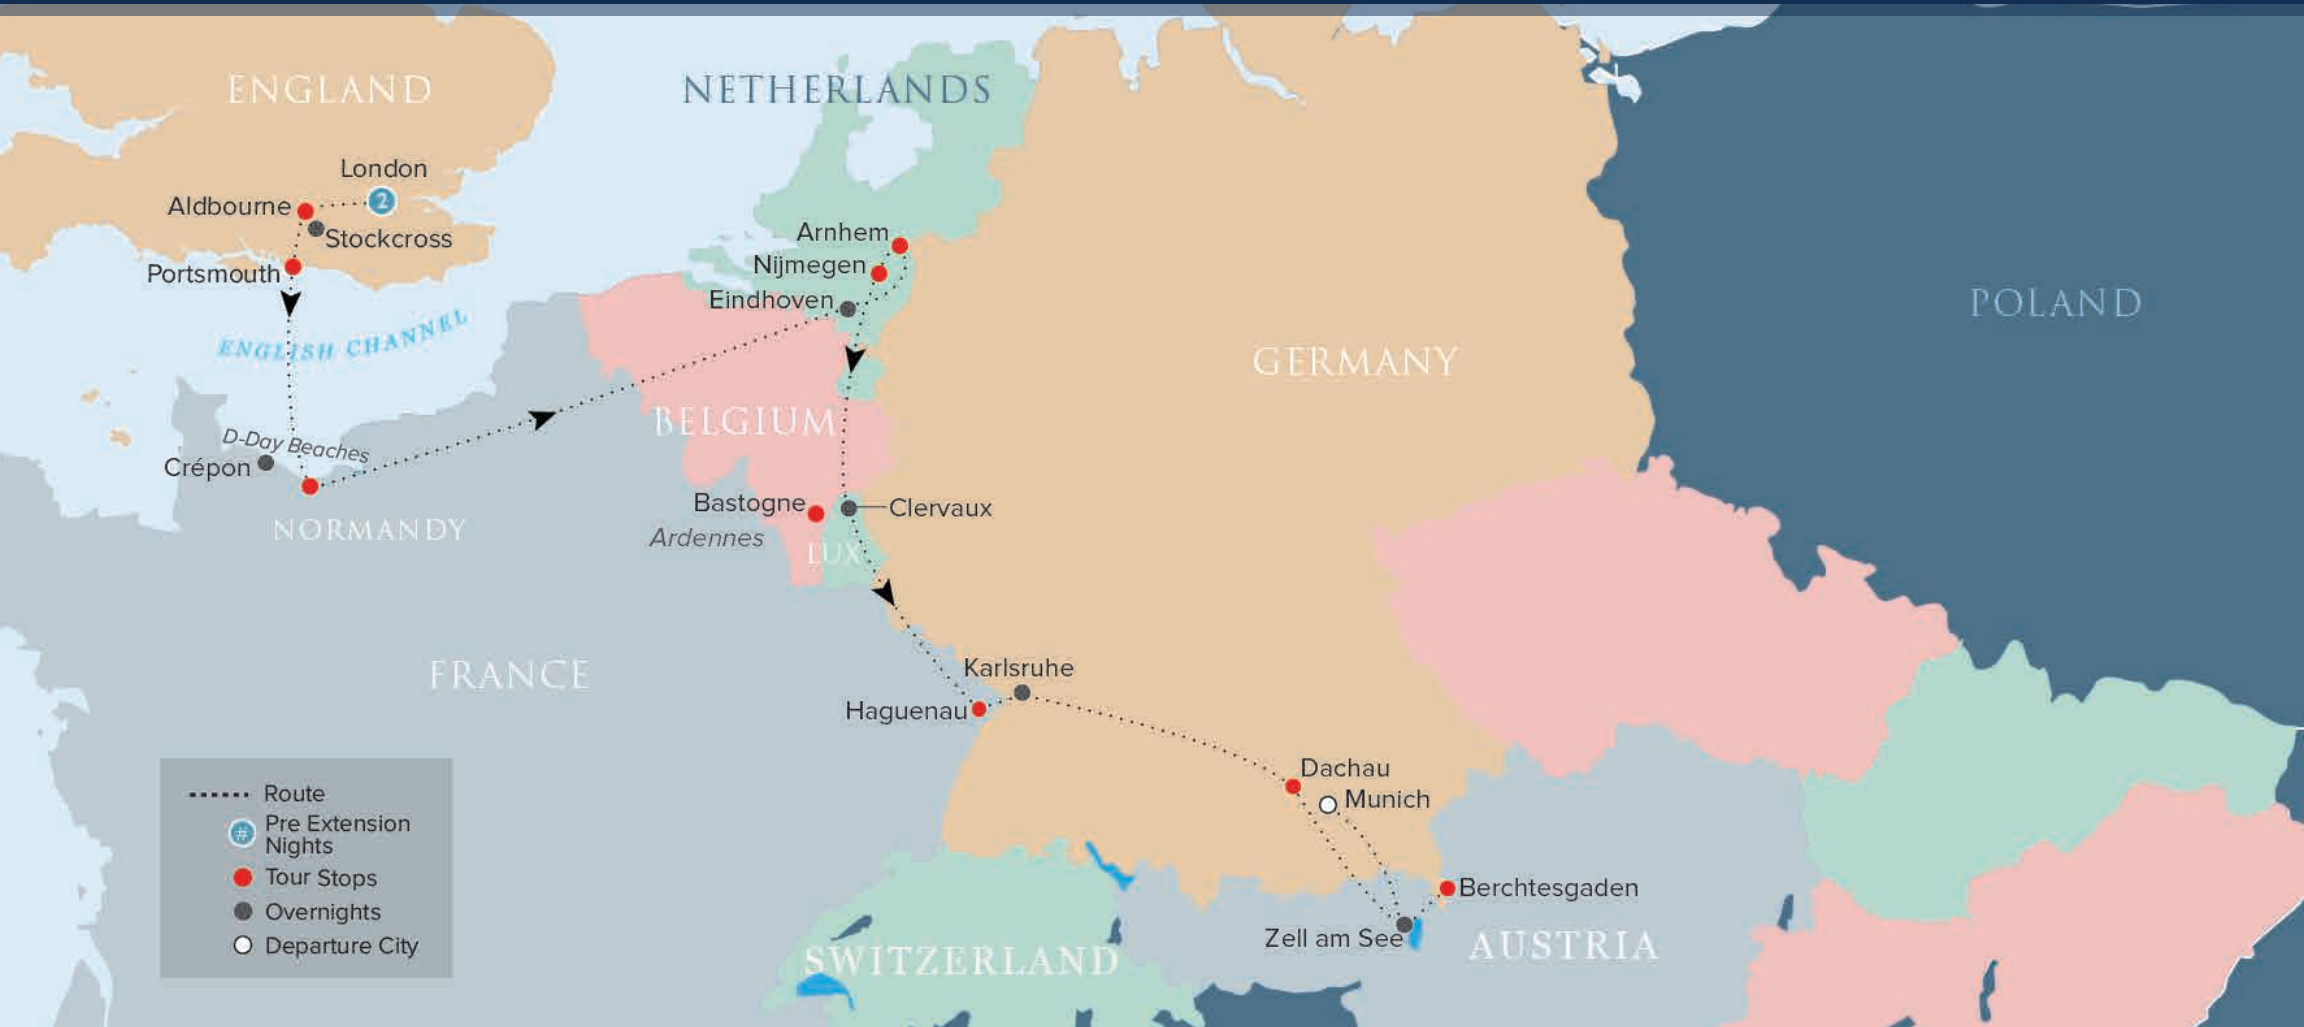 ENGLAND
NETHERLANDS
London
2
Aldbourne
Stockcross
Portsmouth
Arnhem
Nijmegen
Eindhoven
POLAND
ENGLISH CHANNEL
GERMANY
BELGIUM
D-Day Beaches
Crépon
Bastogne
Clervaux
NORMANDY
Ardennes
LUX
FRANCE
Karlsruhe
Haguenau
Dachau
Munich
Route
#
Pre Extension
Nights
Tour Stops
Overnights
Departure City
Berchtesgaden
Zell am See
AUSTRIA
SWITZERLAND